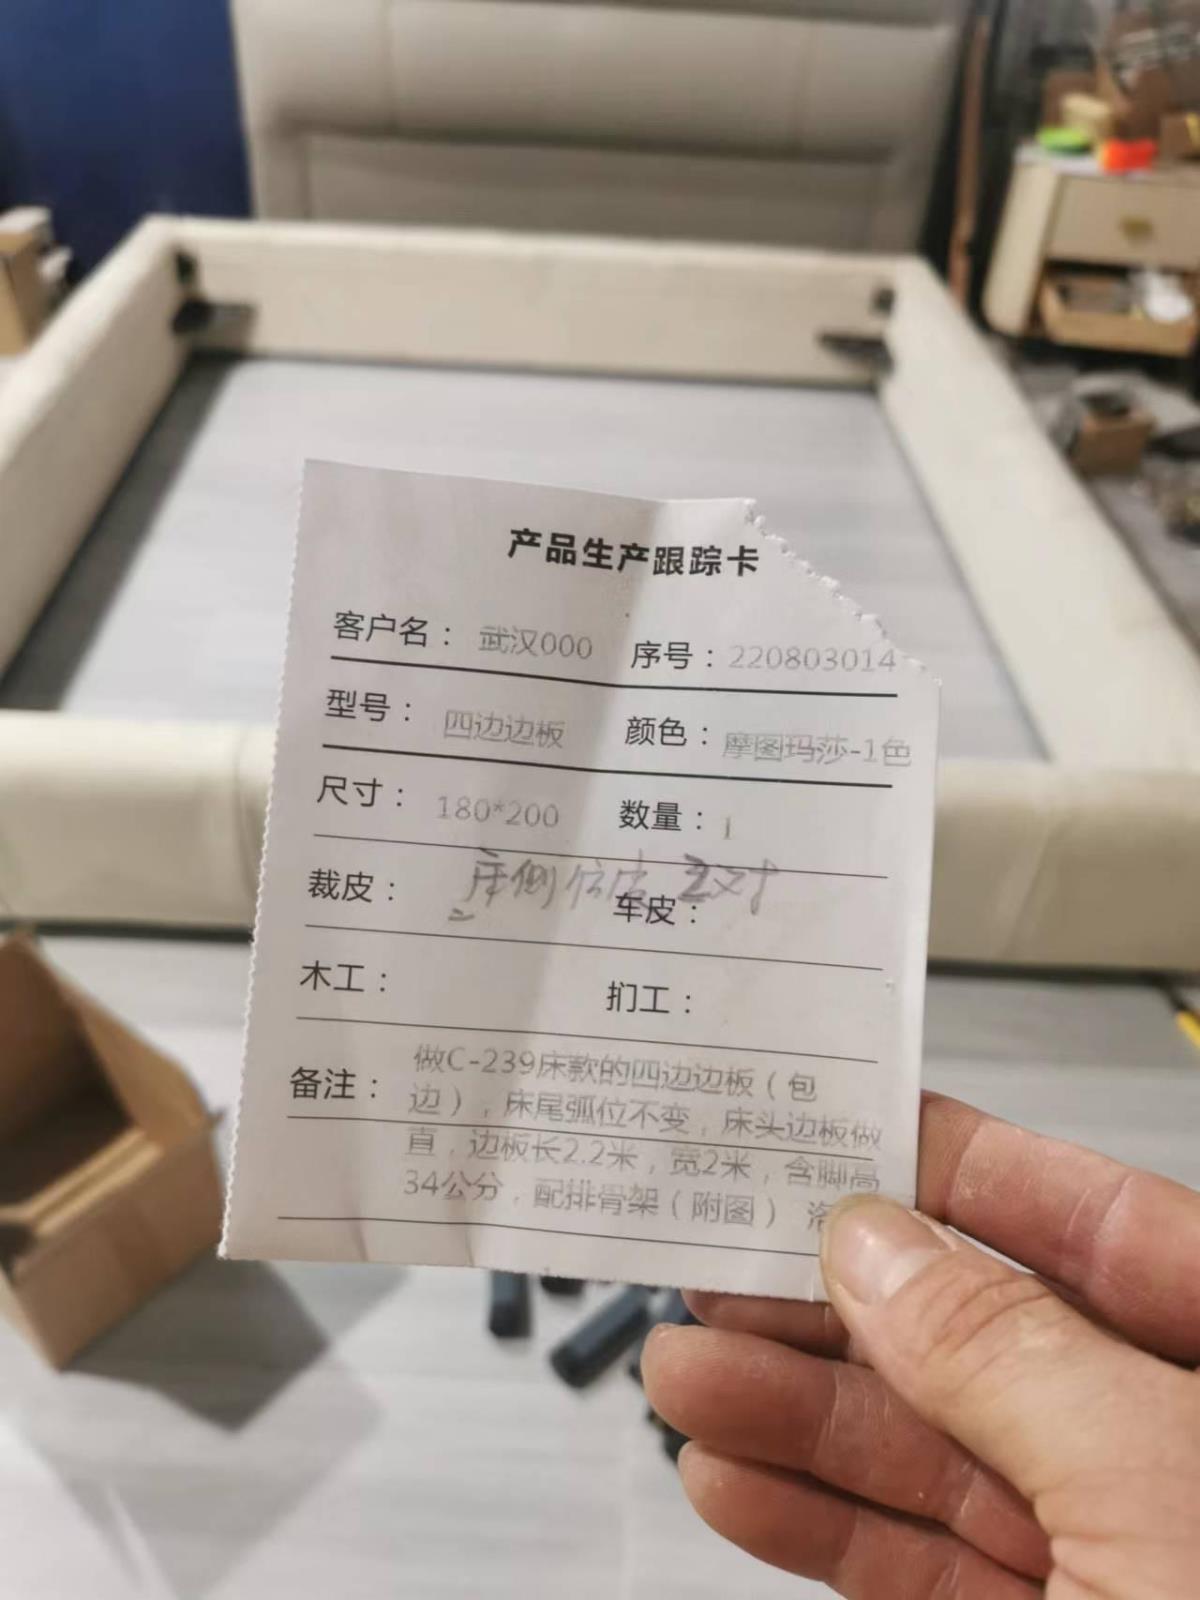 产品生产跟踪卡
客户名： 武汉000 序号：220803014
型号： 四边边板 颜色：摩图玛莎-1色
尺寸： 180*200 数量：1
裁皮： 床侧 车皮：
木工： 扪工：
备注： 做C-239床款的四边边板（包
边），床尾弧位不变，床头边板做
直，边板长2.2米，宽2米，含脚高
34公分，配排骨架（附图）